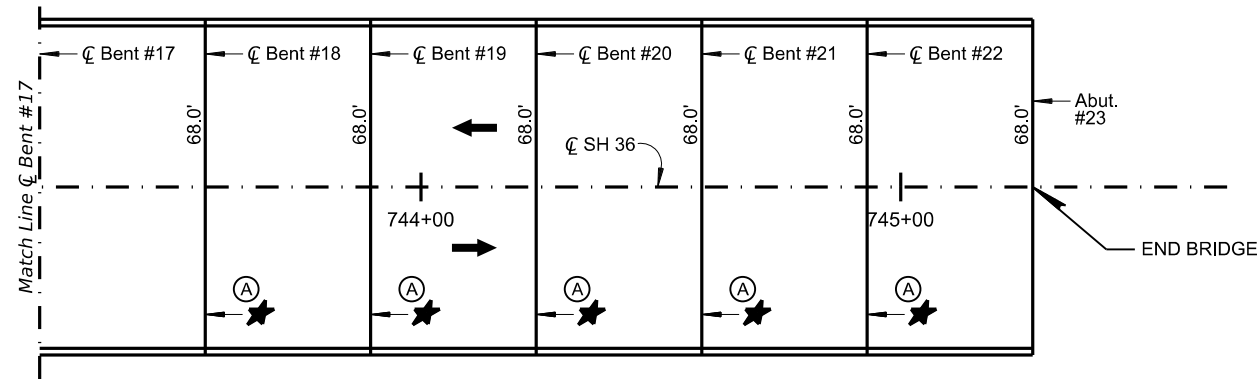 ℄ Bent #17
℄ Bent #18
℄ Bent #19
℄ Bent #20
℄ Bent #21
℄ Bent #22
Match Line ℄ Bent #17
68.0'
68.0'
68.0'
68.0'
68.0'
68.0'
Abut.
#23
℄ SH 36
744+00
745+00
END BRIDGE
A
A
A
A
A